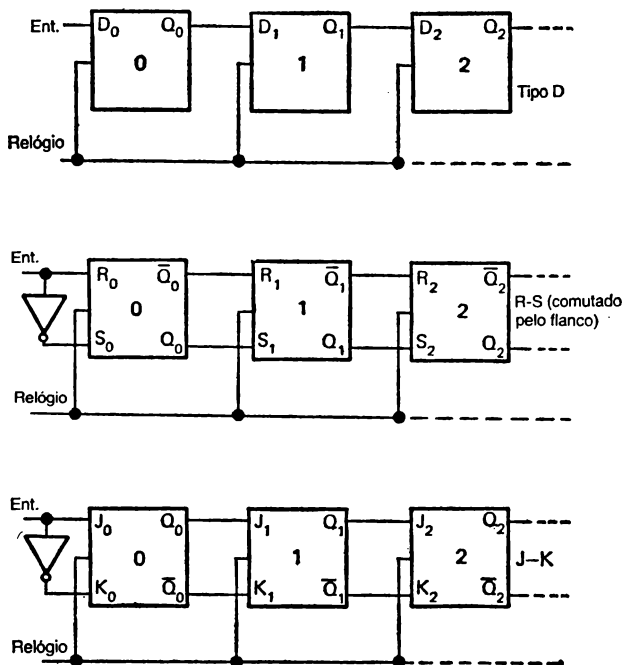 Ent. D₀ Q₀ D₁ Q₁ D₂ Q₂
0 1 2
Tipo D
Relógio
Ent.
R₀ Q̅₀ R₁ Q̅₁ R₂ Q̅₂
0 1 2
R-S (comutado
pelo flanco)
S₀ Q₀ S₁ Q₁ S₂ Q₂
Relógio
Ent.
J₀ Q₀ J₁ Q₁ J₂ Q₂
0 1 2 J–K
K₀ Q̅₀ K₁ Q̅₁ K₂ Q̅₂
Relógio